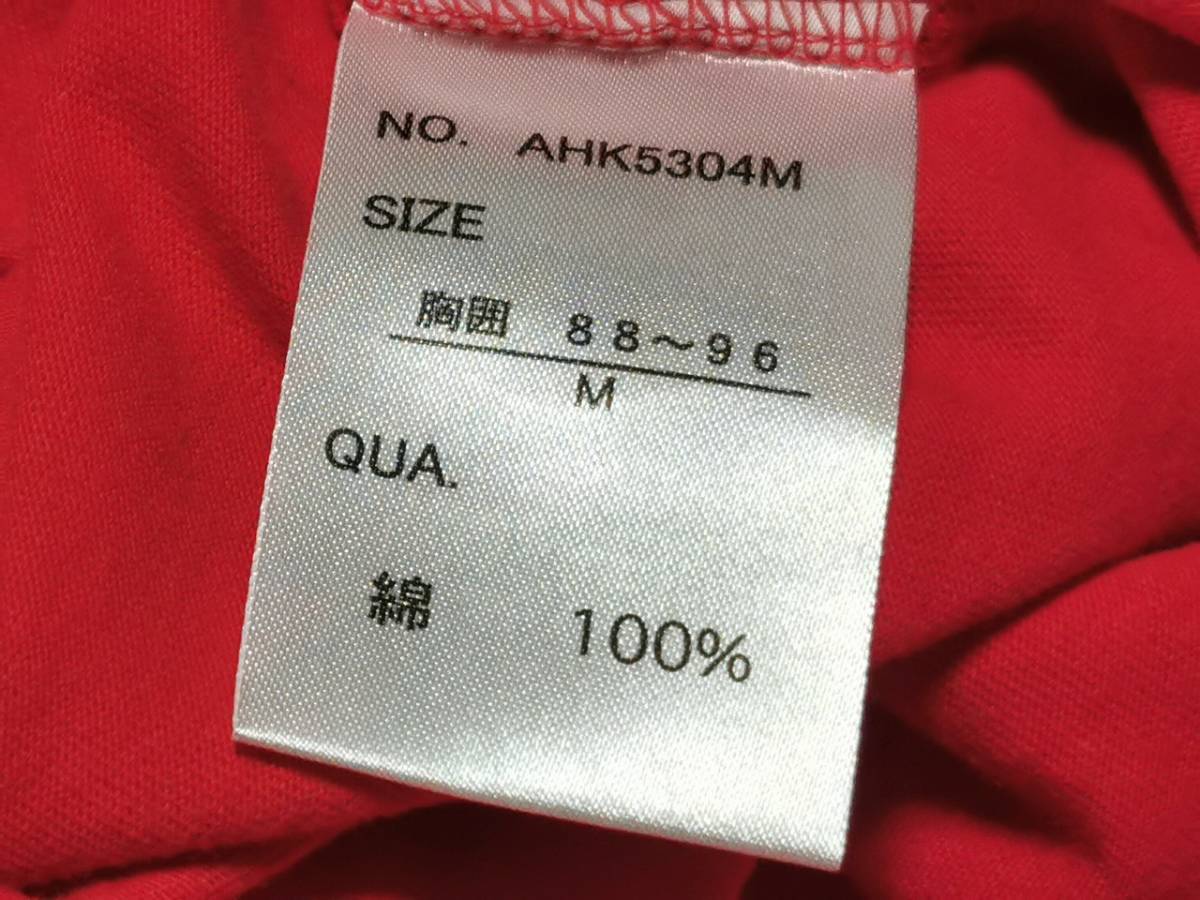 NO. AHK5304M
SIZE
胸囲 88〜96
M
QUA.
綿 100%